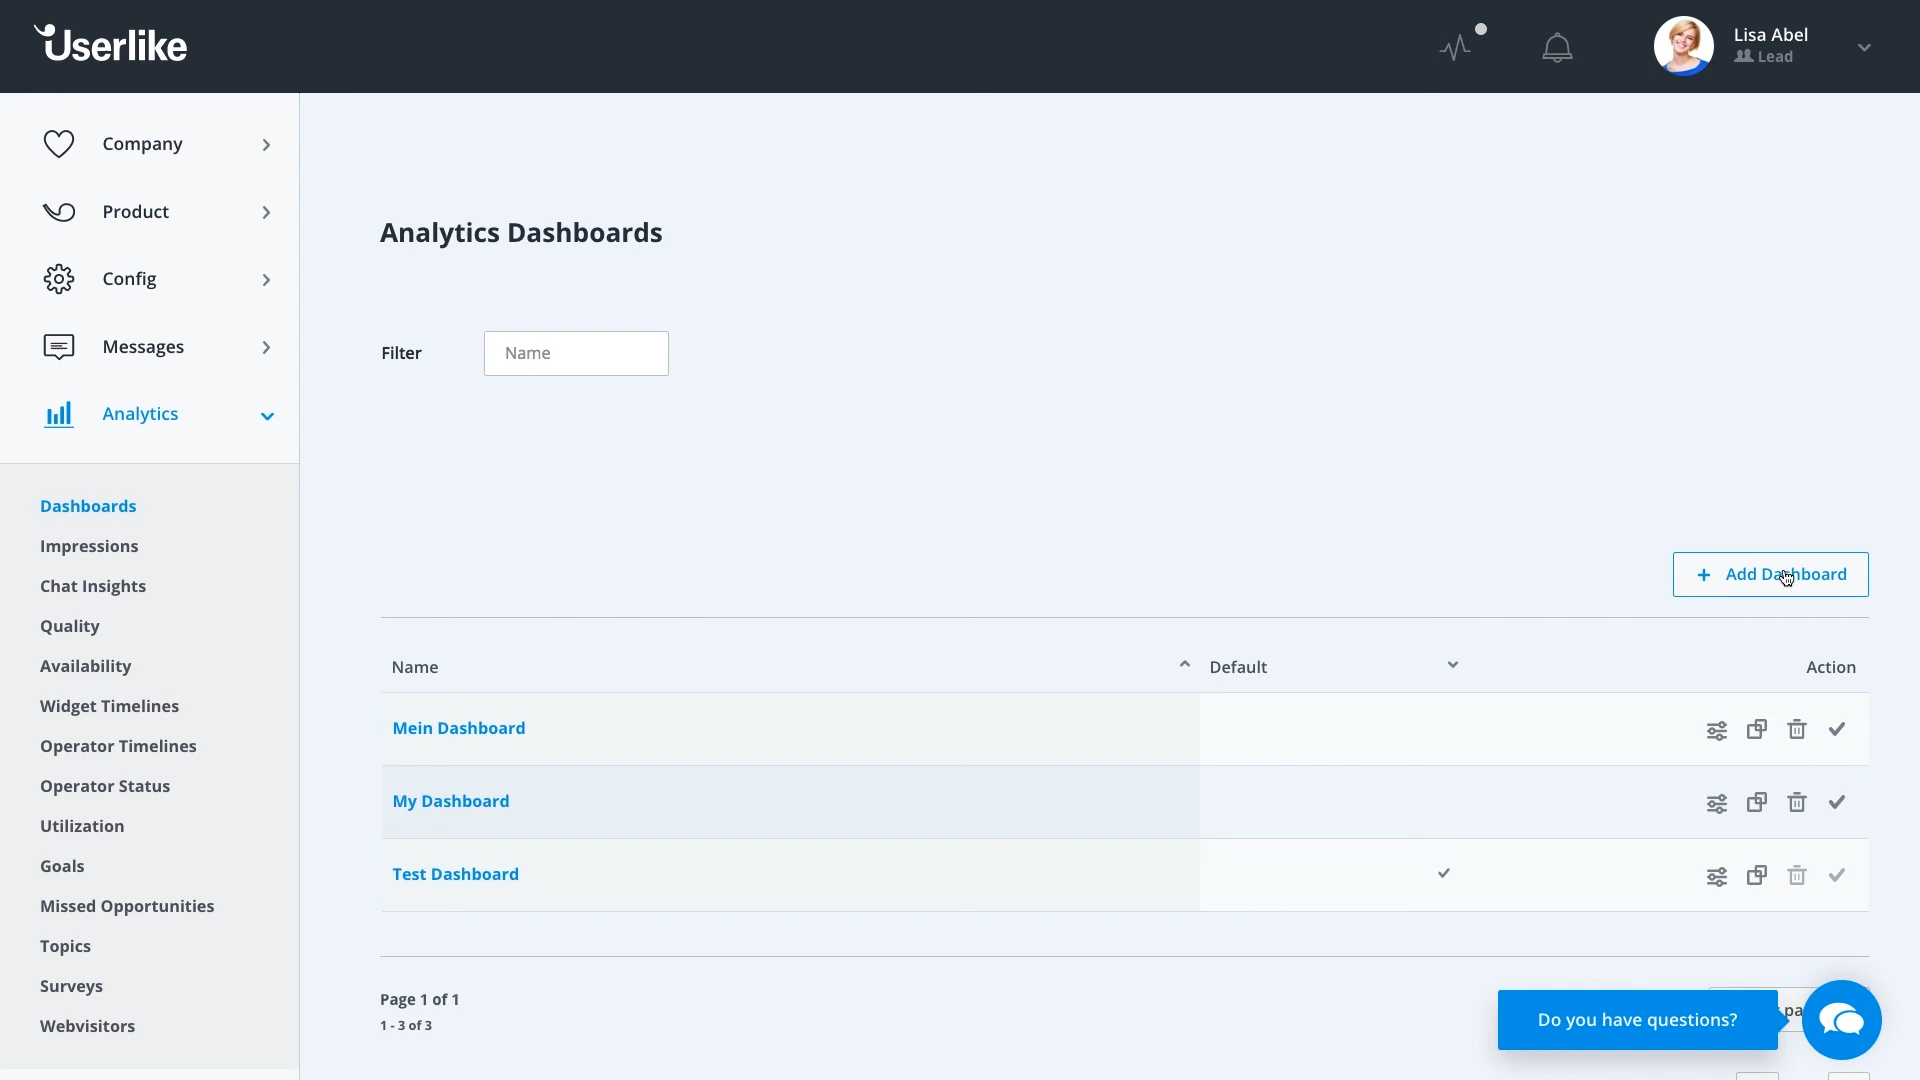 Userlike
Lisa Abel
Lead
Company
Product
Config
Messages
Analytics
Dashboards
Impressions
Chat Insights
Quality
Availability
Widget Timelines
Operator Timelines
Operator Status
Utilization
Goals
Missed Opportunities
Topics
Surveys
Webvisitors
Analytics Dashboards
Filter
Name
+ Add Dashboard
Name Default Action
Mein Dashboard
My Dashboard
Test Dashboard
Page 1 of 1
1 - 3 of 3
Do you have questions?